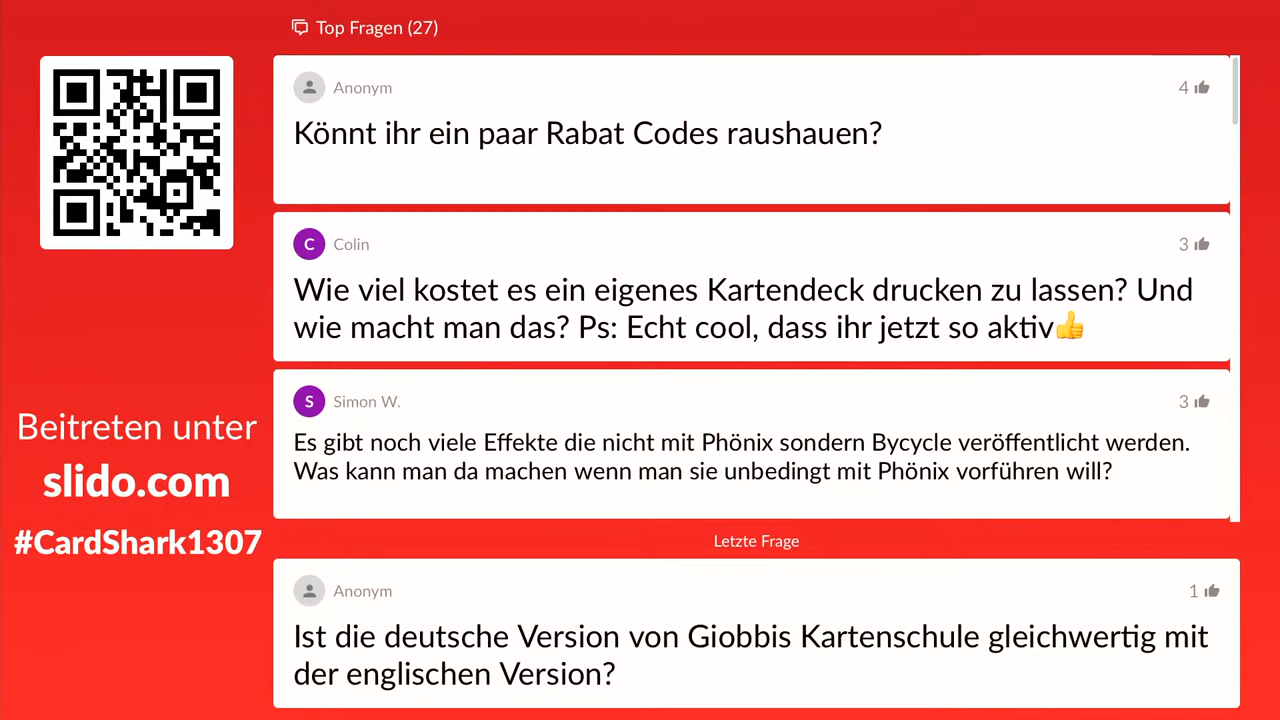 Top Fragen (27)
Anonym
4
Könnt ihr ein paar Rabat Codes raushauen?
C
Colin
3
Wie viel kostet es ein eigenes Kartendeck drucken zu lassen? Und
wie macht man das? Ps: Echt cool, dass ihr jetzt so aktiv👍
S
Simon W.
3
Es gibt noch viele Effekte die nicht mit Phönix sondern Bycycle veröffentlicht werden.
Was kann man da machen wenn man sie unbedingt mit Phönix vorführen will?
Beitreten unter
slido.com
#CardShark1307
Letzte Frage
Anonym
1
Ist die deutsche Version von Giobbis Kartenschule gleichwertig mit
der englischen Version?